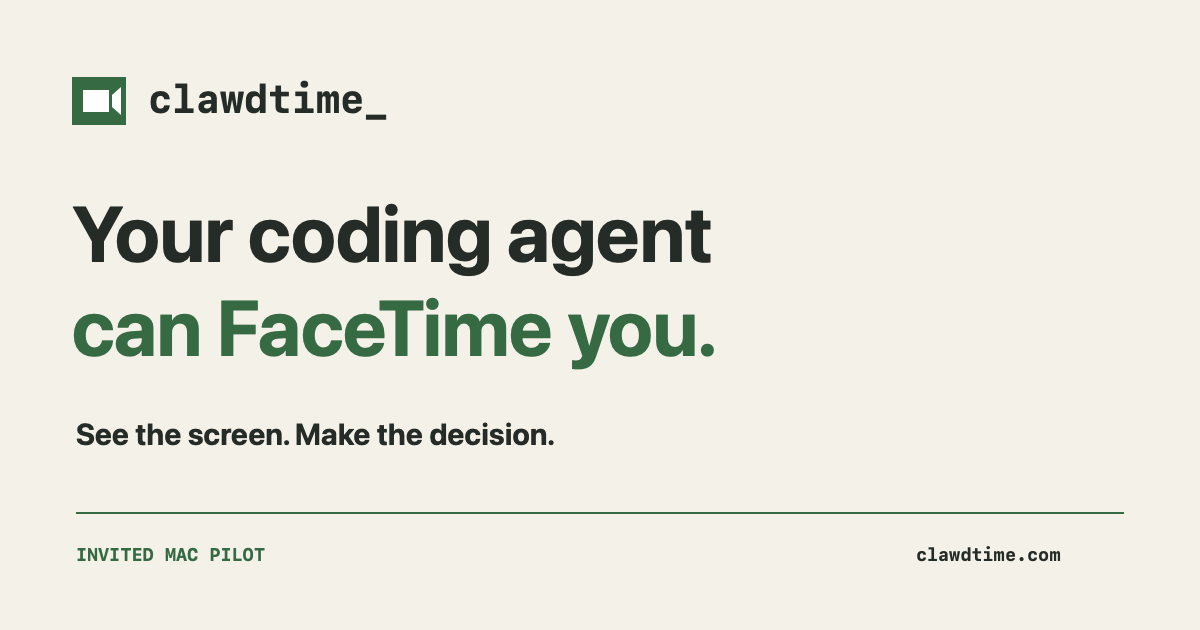 clawdtime_
Your coding agent
can FaceTime you.
See the screen. Make the decision.
INVITED MAC PILOT
clawdtime.com